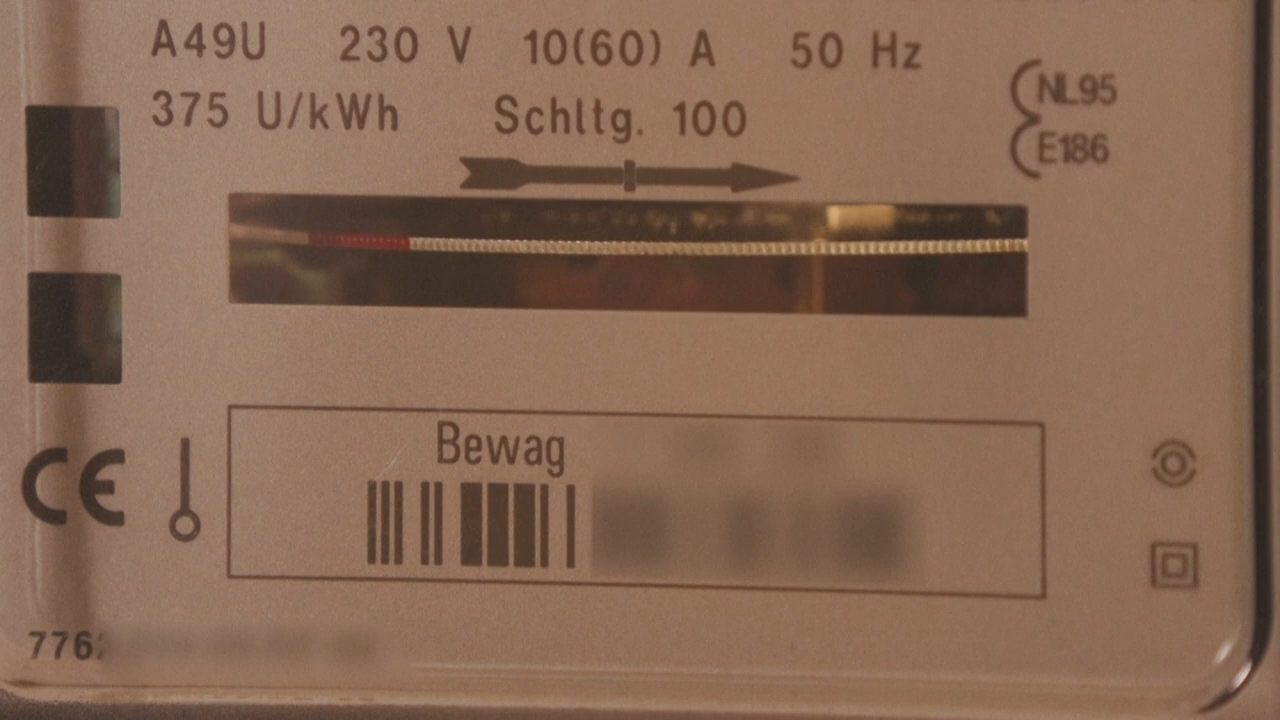 A49U 230 V 10(60) A 50 Hz
375 U/kWh Schltg. 100
NL95
E186
Bewag
CE
776